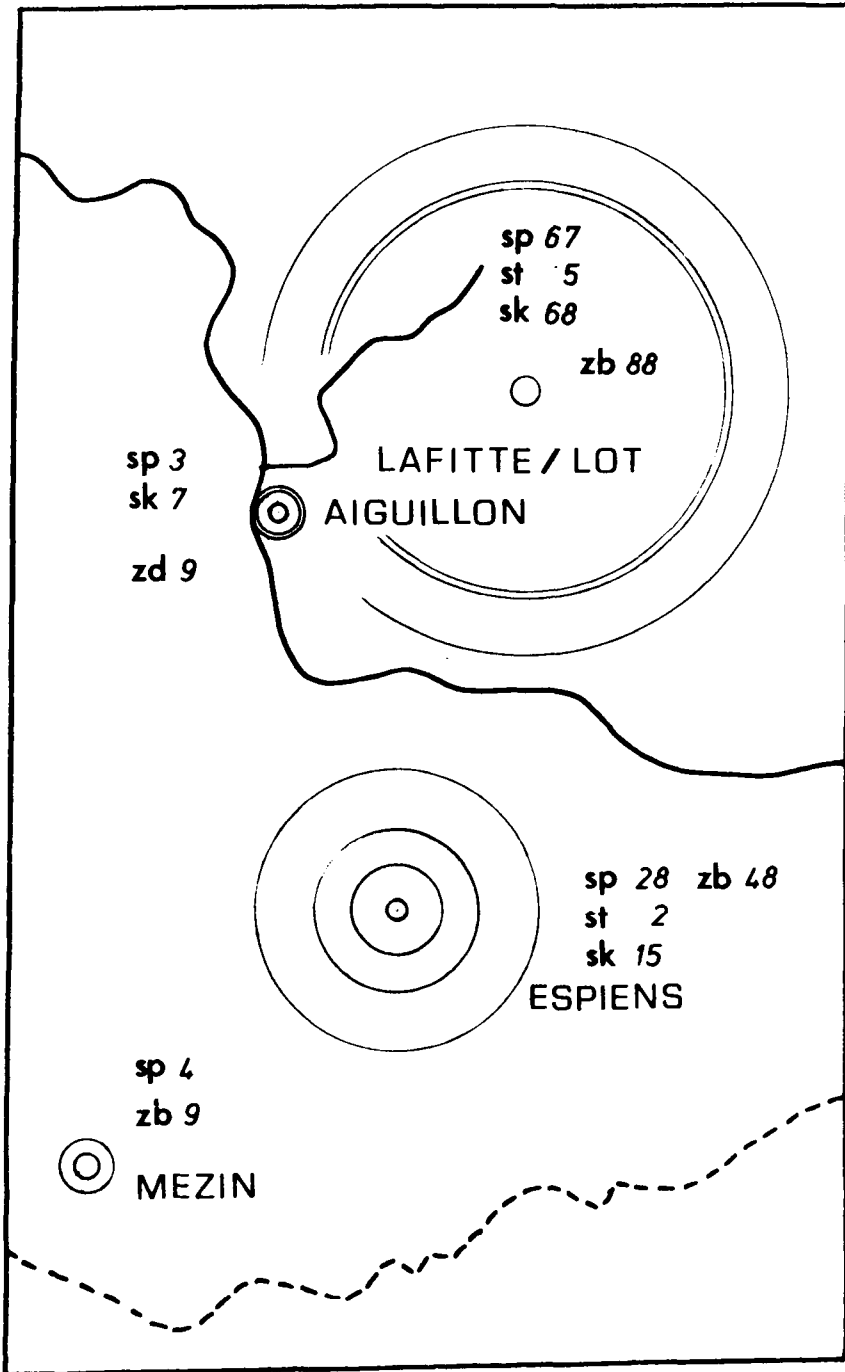 sp 67
st 5
sk 68
zb 88
LAFITTE / LOT
sp 3
sk 7
AIGUILLON
zd 9
sp 28 zb 48
st 2
sk 15
ESPIENS
sp 4
zb 9
MEZIN